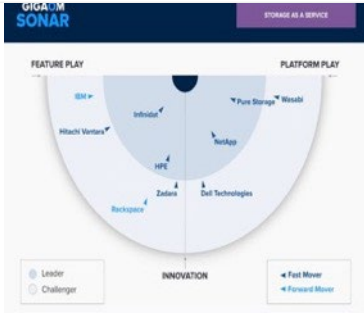 GIGAOM
SONAR
STORAGE AS A SERVICE
FEATURE PLAY
PLATFORM PLAY
IBM
Pure Storage
Wasabi
Infinidat
Hitachi Vantara
NetApp
HPE
Zadara
Dell Technologies
Rackspace
INNOVATION
Leader
Challenger
Fast Mover
Forward Mover